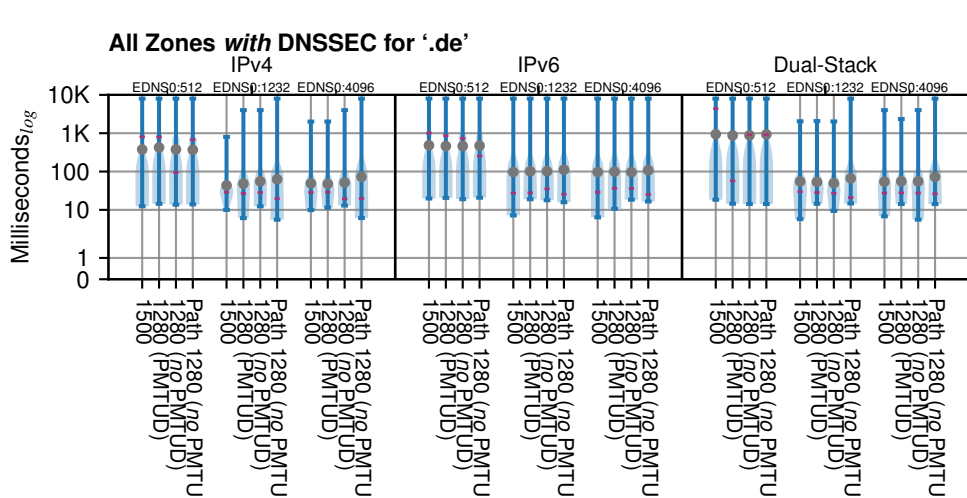 All Zones with DNSSEC for '.de'
IPv4
IPv6
Dual-Stack
EDNS0:512
EDNS0:1232
EDNS0:4096
EDNS0:512
EDNS0:1232
EDNS0:4096
EDNS0:512
EDNS0:1232
EDNS0:4096
Milliseconds log
10K
1K
100
10
1
0
1500
1280 (PMTUD)
1280 (no PMTUD)
Path 1280 (no PMTU
1500
1280 (PMTUD)
1280 (no PMTUD)
Path 1280 (no PMTU
1500
1280 (PMTUD)
1280 (no PMTUD)
Path 1280 (no PMTU
1500
1280 (PMTUD)
1280 (no PMTUD)
Path 1280 (no PMTU
1500
1280 (PMTUD)
1280 (no PMTUD)
Path 1280 (no PMTU
1500
1280 (PMTUD)
1280 (no PMTUD)
Path 1280 (no PMTU
1500
1280 (PMTUD)
1280 (no PMTUD)
Path 1280 (no PMTU
1500
1280 (PMTUD)
1280 (no PMTUD)
Path 1280 (no PMTU
1500
1280 (PMTUD)
1280 (no PMTUD)
Path 1280 (no PMTU